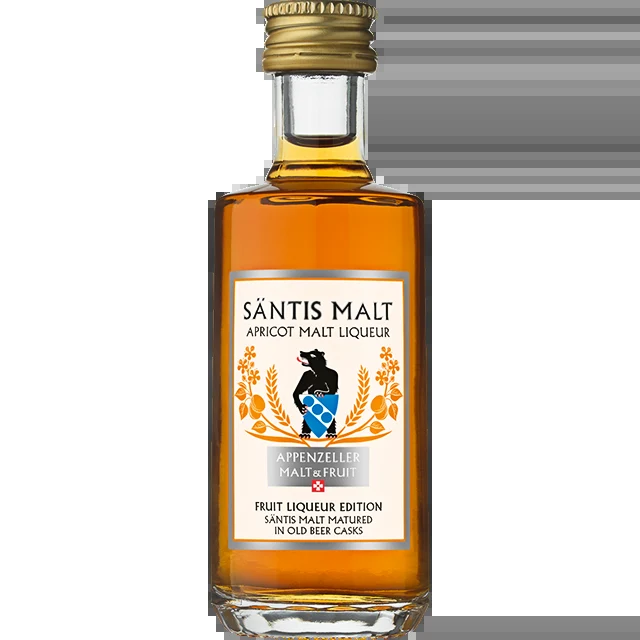 SÄNTIS MALT
APRICOT MALT LIQUEUR
APPENZELLER
MALT & FRUIT
FRUIT LIQUEUR EDITION
SÄNTIS MALT MATURED
IN OLD BEER CASKS